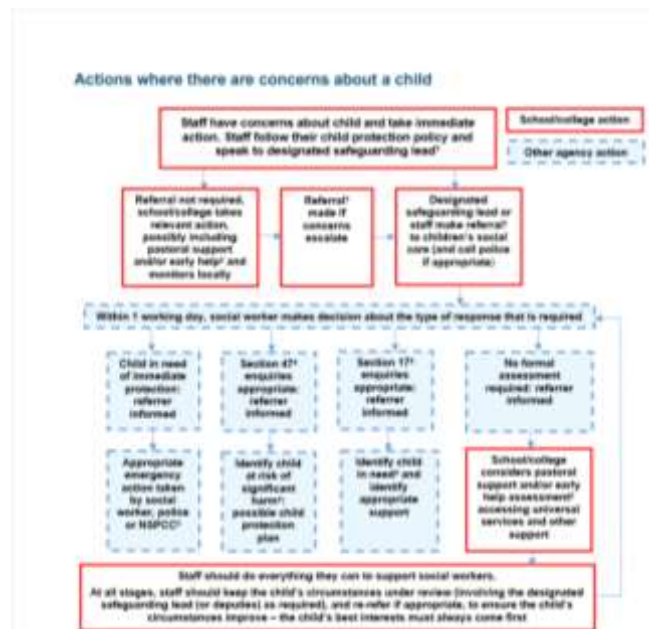 Actions where there are concerns about a child
Staff have concerns about child and take immediate
action. Staff follow their child protection policy and
speak to designated safeguarding lead
School/college action
Other agency action
Referral not required,
school/college takes
relevant action,
possibly including
pastoral support
and/or early help and
monitors locally
Referral
made if
concerns
escalate
Designated
safeguarding lead or
staff make referral
to children's social
care (and call police
if appropriate)
Within 1 working day, social worker makes decision about the type of response that is required
Child in need
of immediate
protection:
referrer
informed
Section 47
enquiries
appropriate:
referrer
informed
Section 17
enquiries
appropriate:
referrer
informed
No formal
assessment
required: referrer
informed
Appropriate
emergency
action taken
by social
worker, police
or NSPCC
Identify child
at risk of
significant
harm:
possible child
protection
plan
Identify child
in need and
identify
appropriate
support
School/college
considers pastoral
support and/or early
help assessment
accessing universal
services and other
support
Staff should do everything they can to support social workers.
At all stages, staff should keep the child's circumstances under review (involving the designated
safeguarding lead (or deputies) as required), and re-refer if appropriate, to ensure the child's
circumstances improve – the child's best interests must always come first